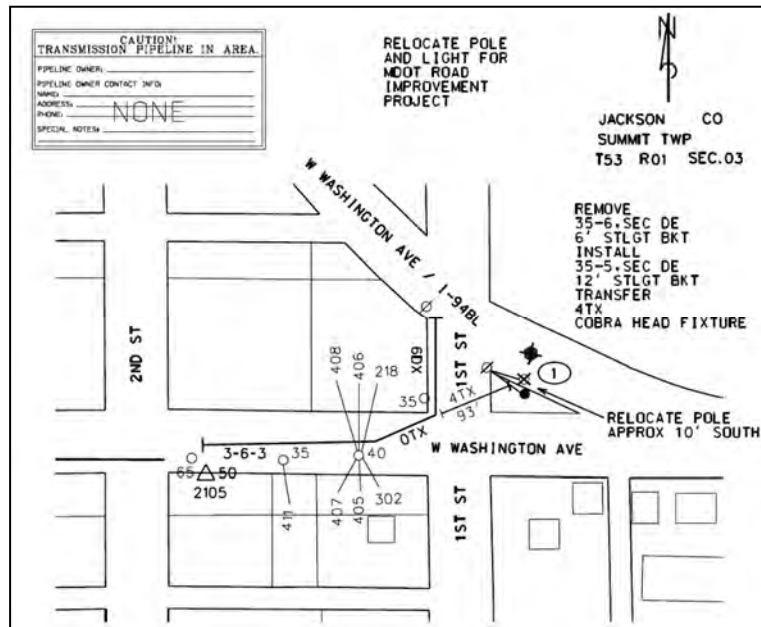 CAUTION!
TRANSMISSION PIPELINE IN AREA.
PIPELINE OWNER:
PIPELINE OWNER CONTACT INFO:
NAME:
ADDRESS:
PHONE:
NONE
SPECIAL NOTES:
RELOCATE POLE
AND LIGHT FOR
MDOT ROAD
IMPROVEMENT
PROJECT
N
JACKSON CO
SUMMIT TWP
T53 R01 SEC.03
REMOVE
35-6,SEC DE
6' STLGT BKT
INSTALL
35-5,SEC DE
12' STLGT BKT
TRANSFER
4TX
COBRA HEAD FIXTURE
W WASHINGTON AVE / I-94BL
2ND ST
1ST ST
408
406
218
6DX
35
4TX
93'
1
RELOCATE POLE
APPROX 10' SOUTH
0TX
W WASHINGTON AVE
3-6-3
35
40
65
50
2105
411
407
405
302
1ST ST